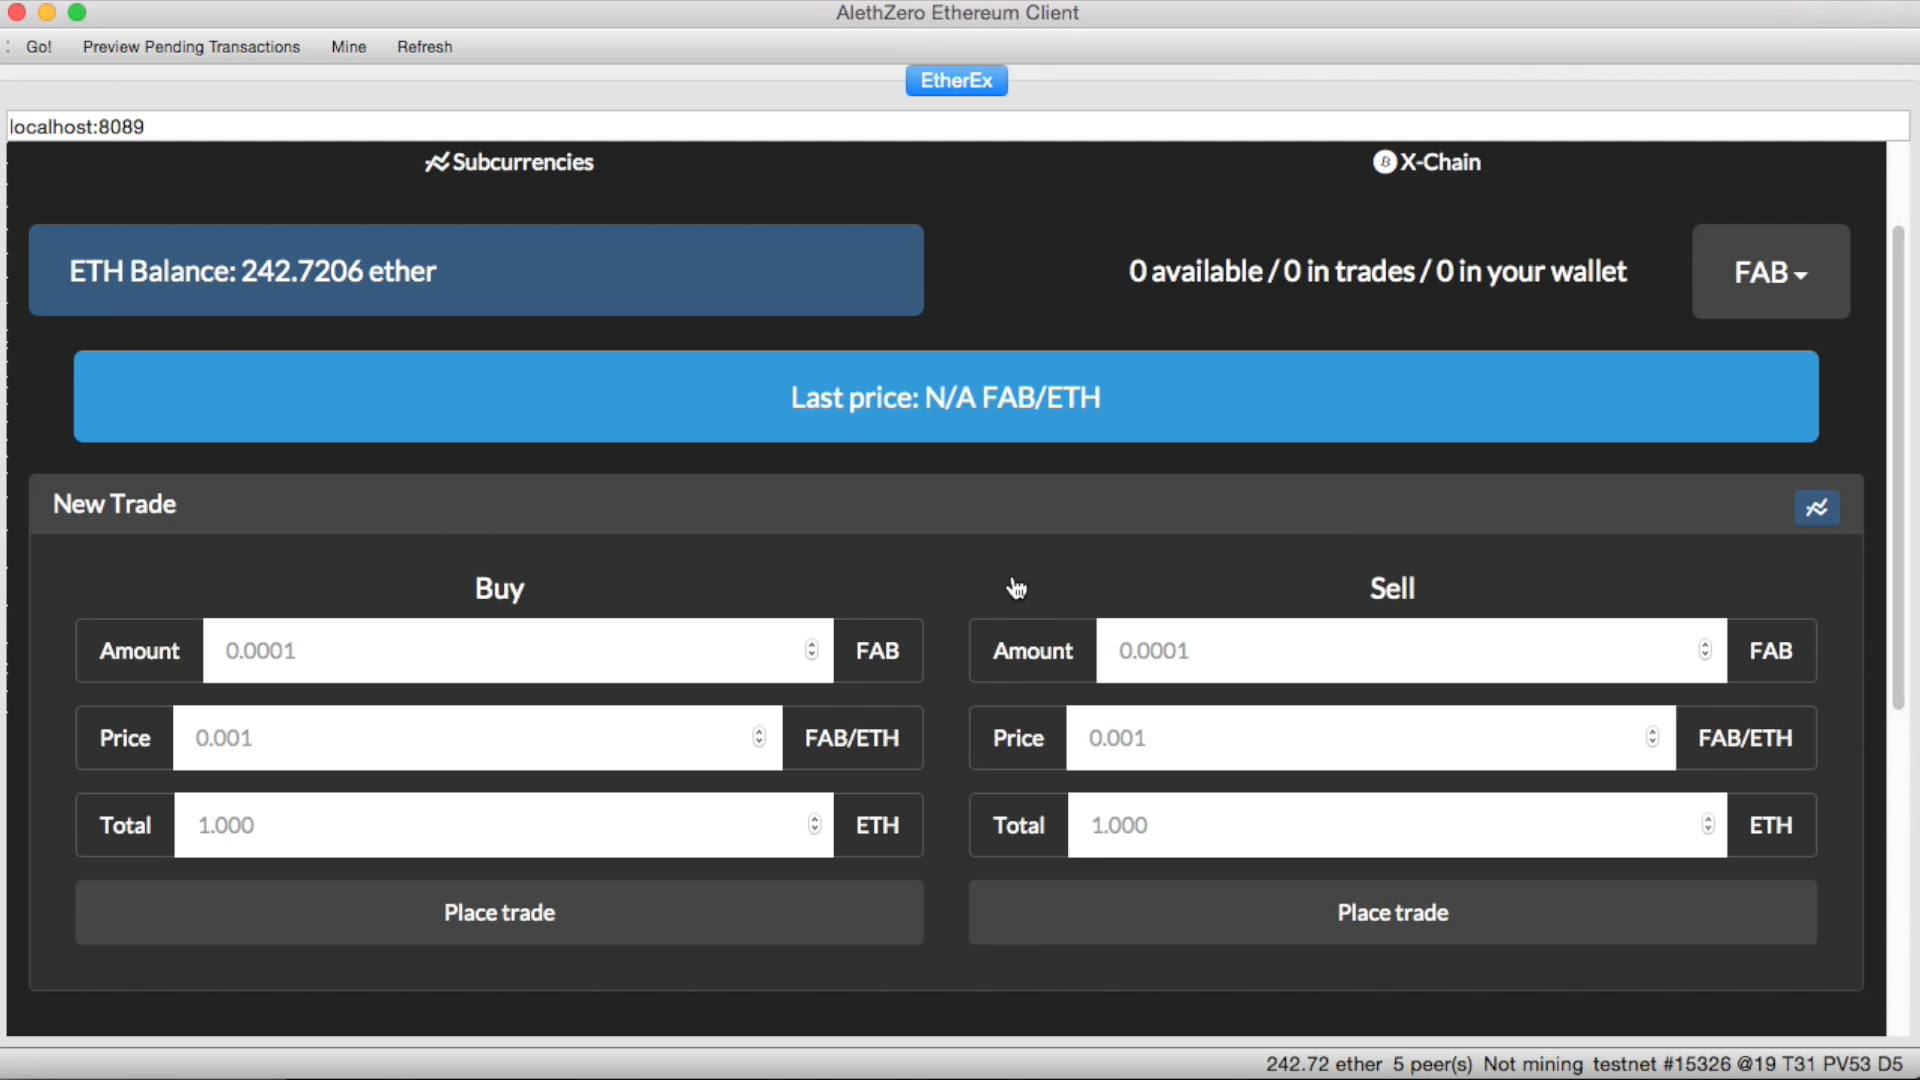 AlethZero Ethereum Client
Go! Preview Pending Transactions Mine Refresh
EtherEx
localhost:8089
Subcurrencies X-Chain
ETH Balance: 242.7206 ether 0 available / 0 in trades / 0 in your wallet FAB
Last price: N/A FAB/ETH
New Trade
Buy Sell
Amount 0.0001 FAB Amount 0.0001 FAB
Price 0.001 FAB/ETH Price 0.001 FAB/ETH
Total 1.000 ETH Total 1.000 ETH
Place trade Place trade
242.72 ether 5 peer(s) Not mining testnet #15326 @19 T31 PV53 D5